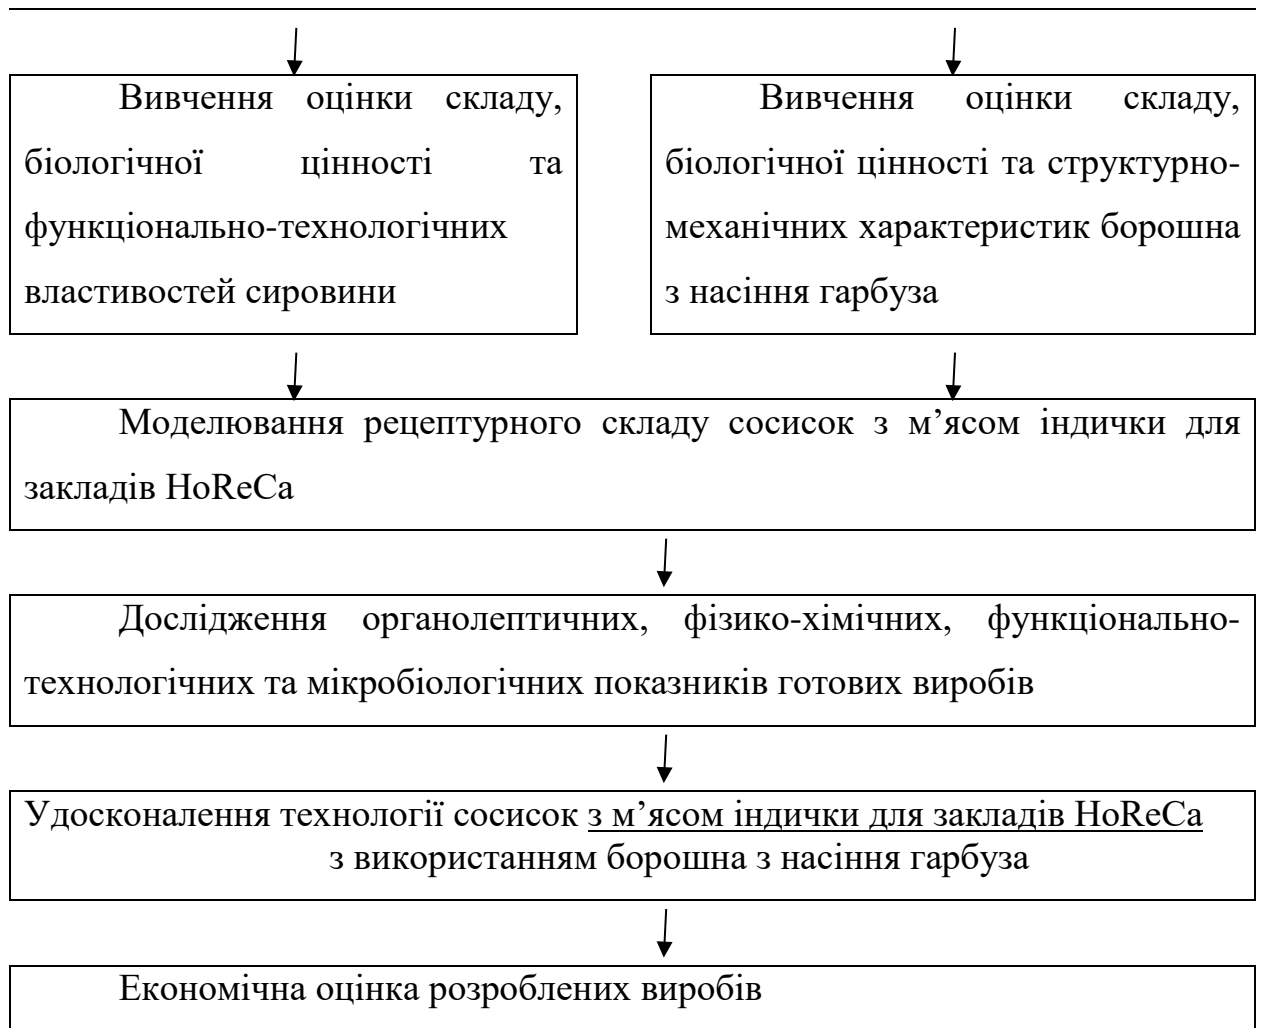 Вивчення оцінки складу,
біологічної цінності та
функціонально-технологічних
властивостей сировини
Вивчення оцінки складу,
біологічної цінності та структурно-
механічних характеристик борошна
з насіння гарбуза
Моделювання рецептурного складу сосисок з м’ясом індички для
закладів HoReCa
Дослідження органолептичних, фізико-хімічних, функціонально-
технологічних та мікробіологічних показників готових виробів
Удосконалення технології сосисок з м’ясом індички для закладів HoReCa
з використанням борошна з насіння гарбуза
Економічна оцінка розроблених виробів